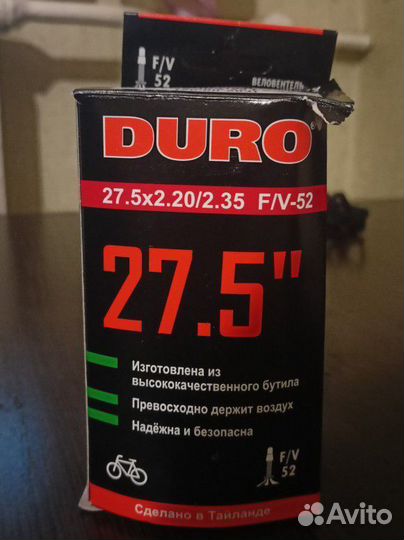 F/V
52
ВЕЛОВЕНТЕЛЬ
DURO
27.5x2.20/2.35 F/V-52
27.5"
Изготовлена из
высококачественного бутила
Превосходно держит воздух
Надёжна и безопасна
F/V
52
Сделано в Тайланде
Avito